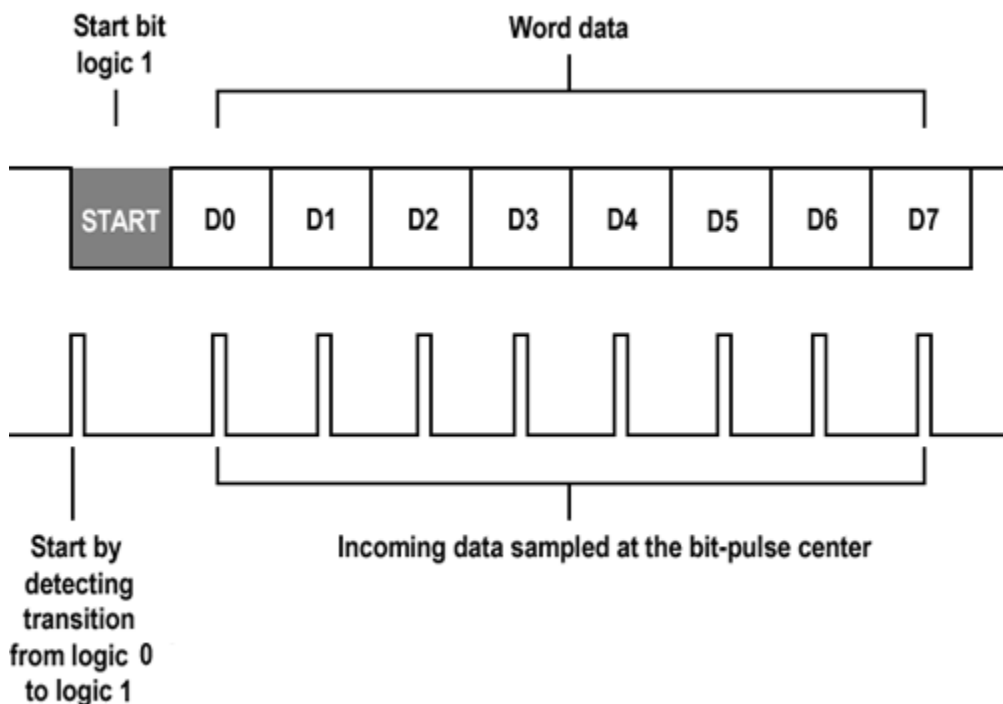 Start bit
logic 1
Word data
START D0 D1 D2 D3 D4 D5 D6 D7
Start by
detecting
transition
from logic 0
to logic 1
Incoming data sampled at the bit-pulse center